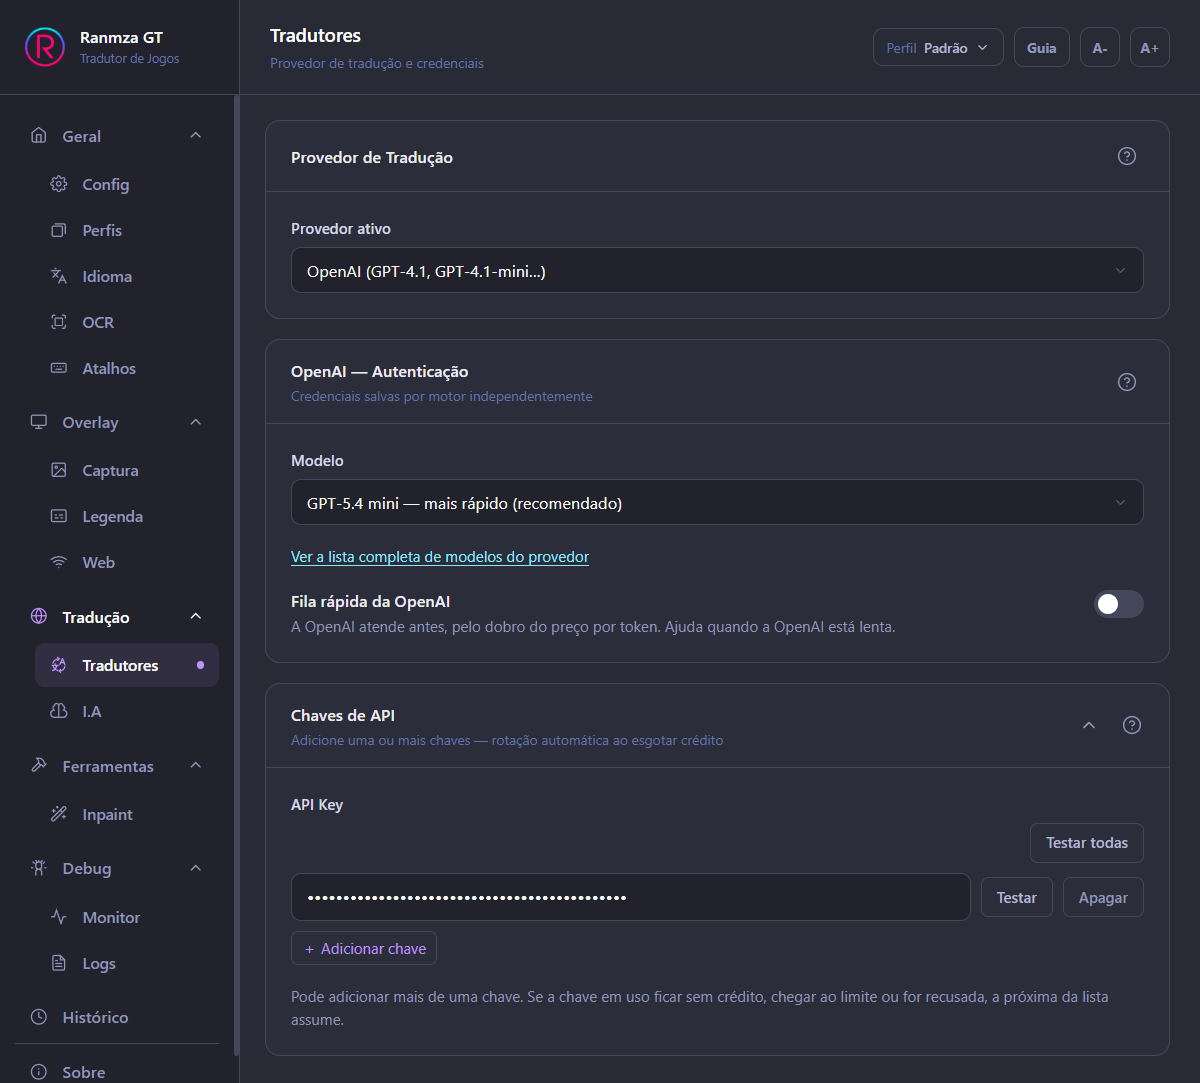 Ranmza GT
Tradutor de Jogos
Geral
Config
Perfis
Idioma
OCR
Atalhos
Overlay
Captura
Legenda
Web
Tradução
Tradutores
I.A
Ferramentas
Inpaint
Debug
Monitor
Logs
Histórico
Sobre
Tradutores
Provedor de tradução e credenciais
Perfil Padrão
Guia
A-
A+
Provedor de Tradução
Provedor ativo
OpenAI (GPT-4.1, GPT-4.1-mini...)
OpenAI — Autenticação
Credenciais salvas por motor independentemente
Modelo
GPT-5.4 mini — mais rápido (recomendado)
Ver a lista completa de modelos do provedor
Fila rápida da OpenAI
A OpenAI atende antes, pelo dobro do preço por token. Ajuda quando a OpenAI está lenta.
Chaves de API
Adicione uma ou mais chaves — rotação automática ao esgotar crédito
API Key
Testar todas
Testar
Apagar
+ Adicionar chave
Pode adicionar mais de uma chave. Se a chave em uso ficar sem crédito, chegar ao limite ou for recusada, a próxima da lista
assume.